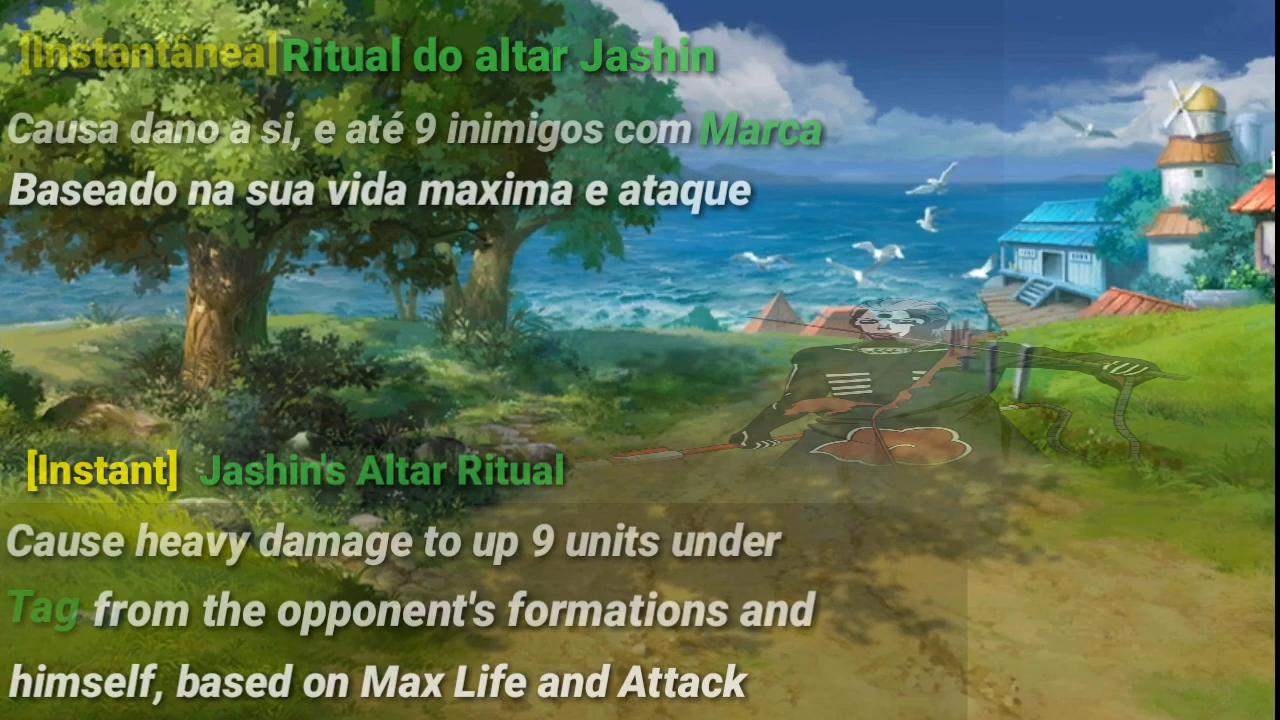 [Instantânea] Ritual do altar Jashin
Causa dano a si, e até 9 inimigos com Marca
Baseado na sua vida maxima e ataque
[Instant] Jashin's Altar Ritual
Cause heavy damage to up 9 units under
Tag from the opponent's formations and
himself, based on Max Life and Attack